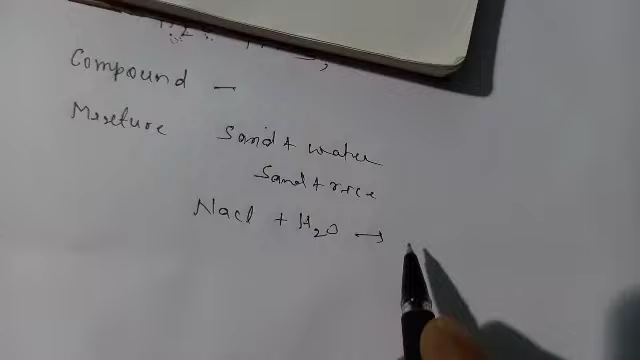 Compound —
Mixture Sand + water
Sand + rice
NaCl + H₂O →